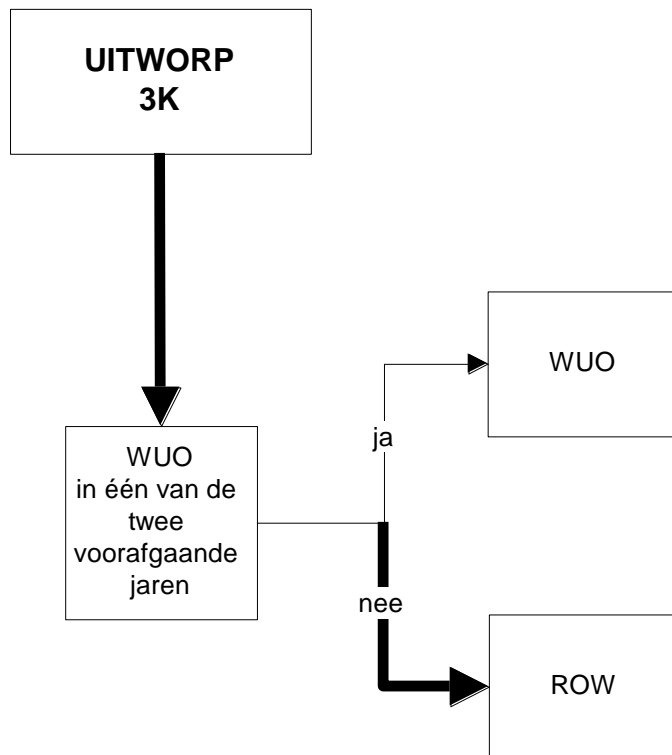 UITWORP
3K
WUO
ja
WUO
in één van de
twee
voorafgaande
jaren
nee
ROW